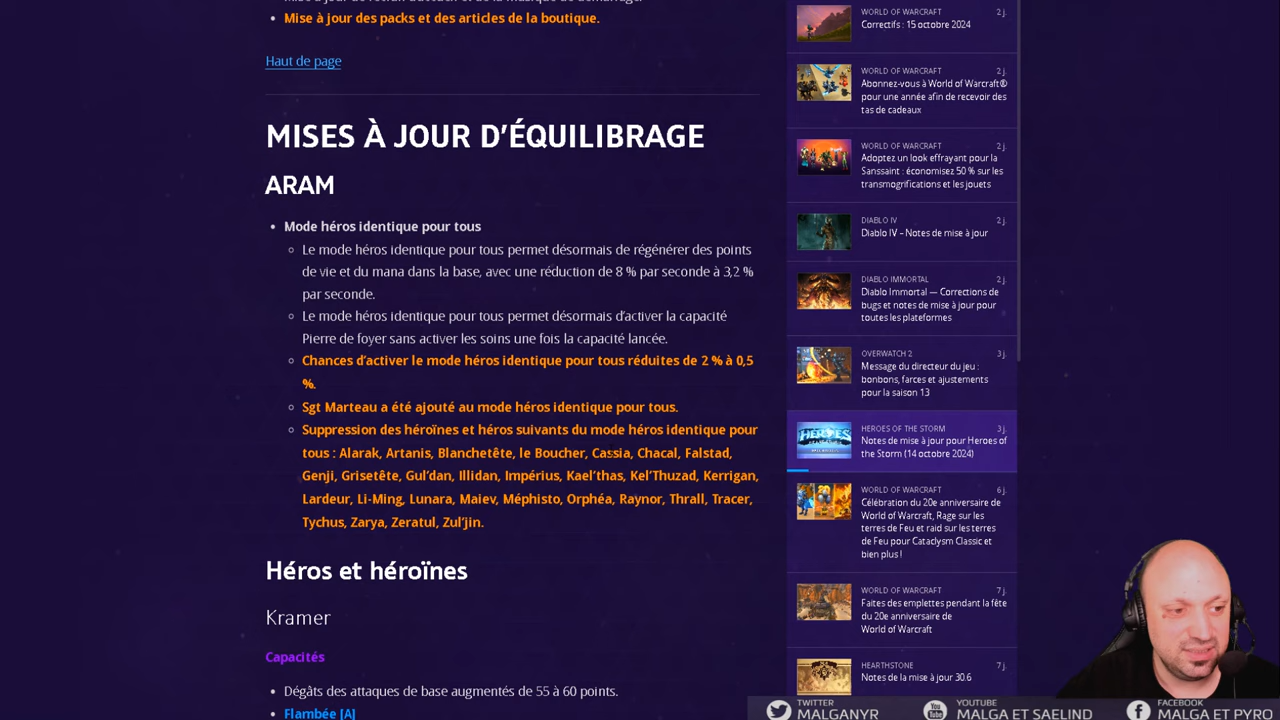 Mise à jour des packs et des articles de la boutique.
Haut de page
MISES À JOUR D’ÉQUILIBRAGE
ARAM
Mode héros identique pour tous
Le mode héros identique pour tous permet désormais de régénérer des points
de vie et du mana dans la base, avec une réduction de 8 % par seconde à 3,2 %
par seconde.
Le mode héros identique pour tous permet désormais d’activer la capacité
Pierre de foyer sans activer les soins une fois la capacité lancée.
Chances d’activer le mode héros identique pour tous réduites de 2 % à 0,5
%.
Sgt Marteau a été ajouté au mode héros identique pour tous.
Suppression des héroïnes et héros suivants du mode héros identique pour
tous : Alarak, Artanis, Blanchetête, le Boucher, Cassia, Chacal, Falstad,
Genji, Grisetête, Gul’dan, Illidan, Impérius, Kael’thas, Kel’Thuzad, Kerrigan,
Lardeur, Li-Ming, Lunara, Maiev, Méphisto, Orphéa, Raynor, Thrall, Tracer,
Tychus, Zarya, Zeratul, Zul’jin.
Héros et héroïnes
Kramer
Capacités
Dégâts des attaques de base augmentés de 55 à 60 points.
Flambée [A]
WORLD OF WARCRAFT 2 j.
Correctifs : 15 octobre 2024
WORLD OF WARCRAFT 2 j.
Abonnez-vous à World of Warcraft®
pour une année afin de recevoir des
tas de cadeaux
WORLD OF WARCRAFT 2 j.
Adoptez un look effrayant pour la
Sanssaint : économisez 50 % sur les
transmogrifications et les jouets
DIABLO IV 2 j.
Diablo IV – Notes de mise à jour
DIABLO IMMORTAL 2 j.
Diablo Immortal — Corrections de
bugs et notes de mise à jour pour
toutes les plateformes
OVERWATCH 2 3 j.
Message du directeur du jeu :
bonbons, farces et ajustements
pour la saison 13
HEROES OF THE STORM 3 j.
Notes de mise à jour pour Heroes of
the Storm (14 octobre 2024)
WORLD OF WARCRAFT 6 j.
Célébration du 20e anniversaire de
World of Warcraft, Rage sur les
terres de Feu et raid sur les terres
de Feu pour Cataclysm Classic et
bien plus !
WORLD OF WARCRAFT 7 j.
Faites des emplettes pendant la fête
du 20e anniversaire de
World of Warcraft
HEARTHSTONE 7 j.
Notes de la mise à jour 30.6
TWITTER
MALGANYR
YOUTUBE
MALGA ET SAELIND
FACEBOOK
MALGA ET PYRO